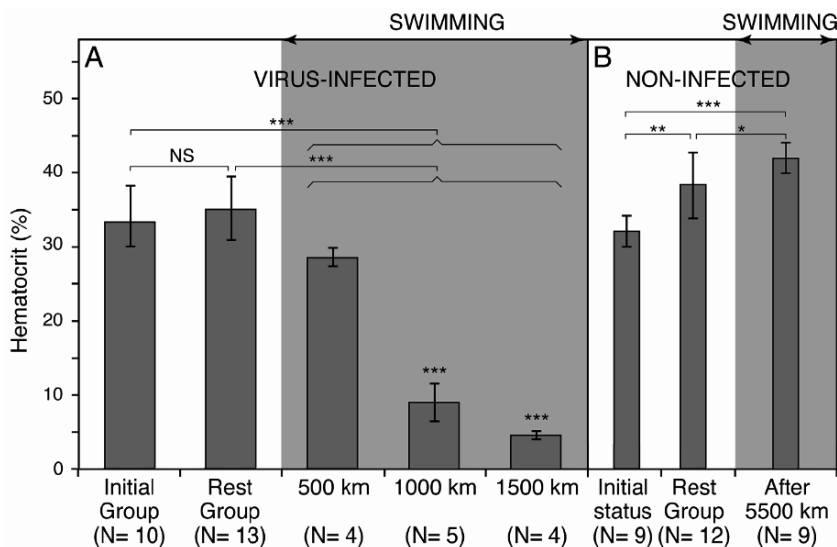 SWIMMING
SWIMMING
A
B
VIRUS-INFECTED
NON-INFECTED
Hematocrit (%)
50
40
30
20
10
0
***
NS
***
***
***
***
**
*
Initial
Group
(N= 10)
Rest
Group
(N= 13)
500 km
(N= 4)
1000 km
(N= 5)
1500 km
(N= 4)
Initial
status
(N= 9)
Rest
Group
(N= 12)
After
5500 km
(N= 9)